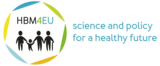 HBM4EU
science and policy
for a healthy future